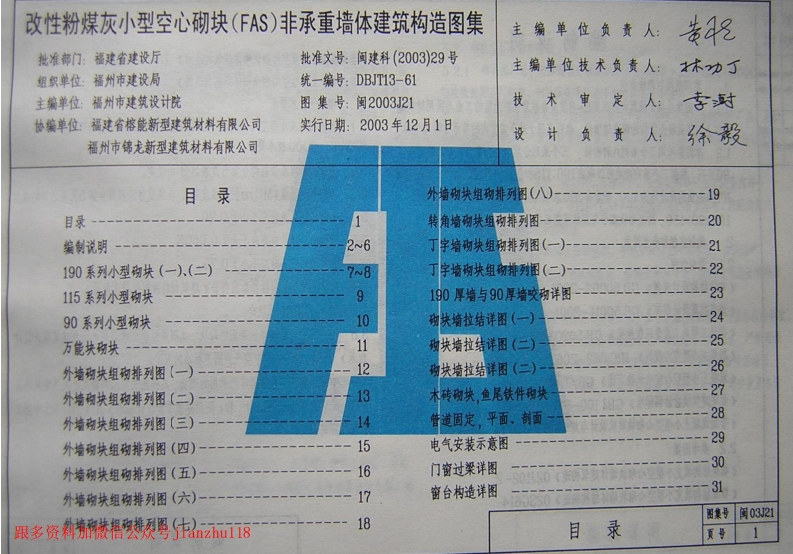 改性粉煤灰小型空心砌块(FAS)非承重墙体建筑构造图集
批准部门: 福建省建设厅 批准文号: 闽建科(2003)29号
组织单位: 福州市建设局 统一编号: DBJT13-61
主编单位: 福州市建筑设计院 图 集 号: 闽2003J21
协编单位: 福建省榕能新型建筑材料有限公司 实行日期: 2003年12月1日
福州市锦龙新型建筑材料有限公司
主 编 单 位 负 责 人:
主编单位技术负责人: 林功丁
技 术 审 定 人:
设 计 负 责 人: 徐毅
目 录
目录 1
编制说明 2~6
190系列小型砌块(一)、(二) 7~8
115系列小型砌块 9
90系列小型砌块 10
万能块砌块 11
外墙砌块组砌排列图(一) 12
外墙砌块组砌排列图(二) 13
外墙砌块组砌排列图(三) 14
外墙砌块组砌排列图(四) 15
外墙砌块组砌排列图(五) 16
外墙砌块组砌排列图(六) 17
外墙砌块组砌排列图(七) 18
外墙砌块组砌排列图(八) 19
转角墙砌块组砌排列图 20
丁字墙砌块组砌排列图(一) 21
丁字墙砌块组砌排列图(二) 22
190厚墙与90厚墙咬砌详图 23
砌块墙拉结详图(一) 24
砌块墙拉结详图(二) 25
砌块墙拉结详图(二) 26
木砖砌块,鱼尾铁件砌块 27
管道固定,平面、剖面 28
电气安装示意图 29
门窗过梁详图 30
窗台构造详图 31
目 录
图集号 闽03J21
页号 1
跟多资料加微信公众号jianzhu118